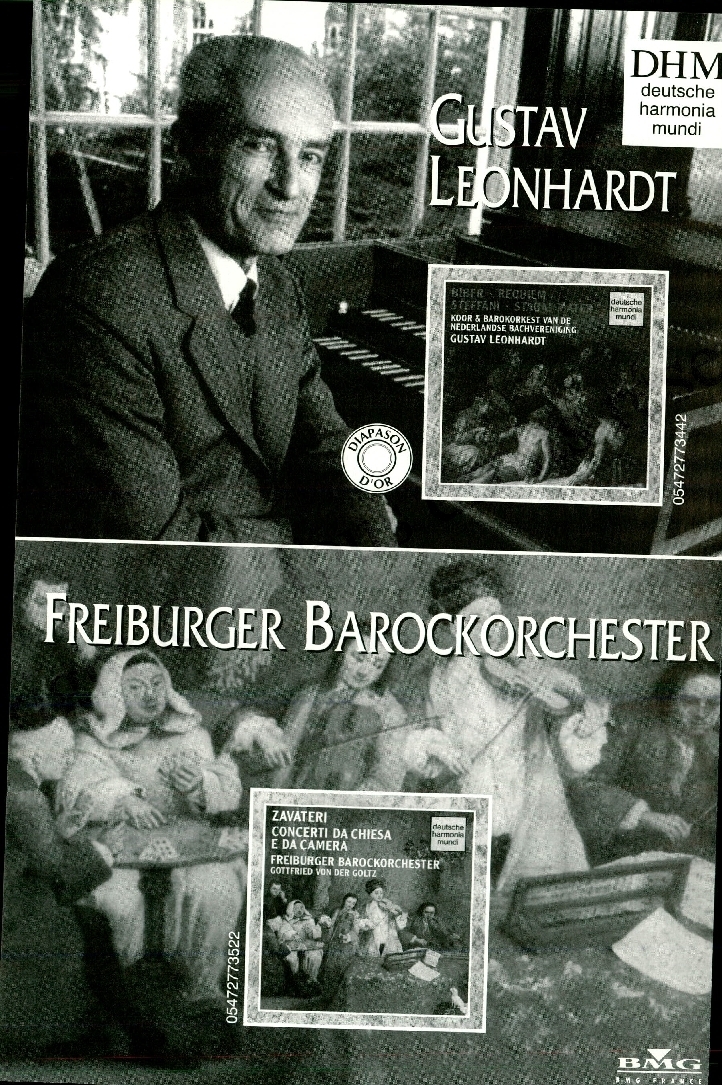 DHM
deutsche
harmonia
mundi
GUSTAV
LEONHARDT
BIBER - REQUIEM
STEFFANI -
deutsche
harmonia
mundi
KOOR & BAROKORKEST VAN DE
NEDERLANDSE BACHVERENIGING
GUSTAV LEONHARDT
DIAPASON
D'OR
05472773442
FREIBURGER BAROCKORCHESTER
ZAVATERI
CONCERTI DA CHIESA
E DA CAMERA
deutsche
harmonia
mundi
FREIBURGER BAROCKORCHESTER
GOTTFRIED VON DER GOLTZ
05472773522
BMG
BMG FRANCE